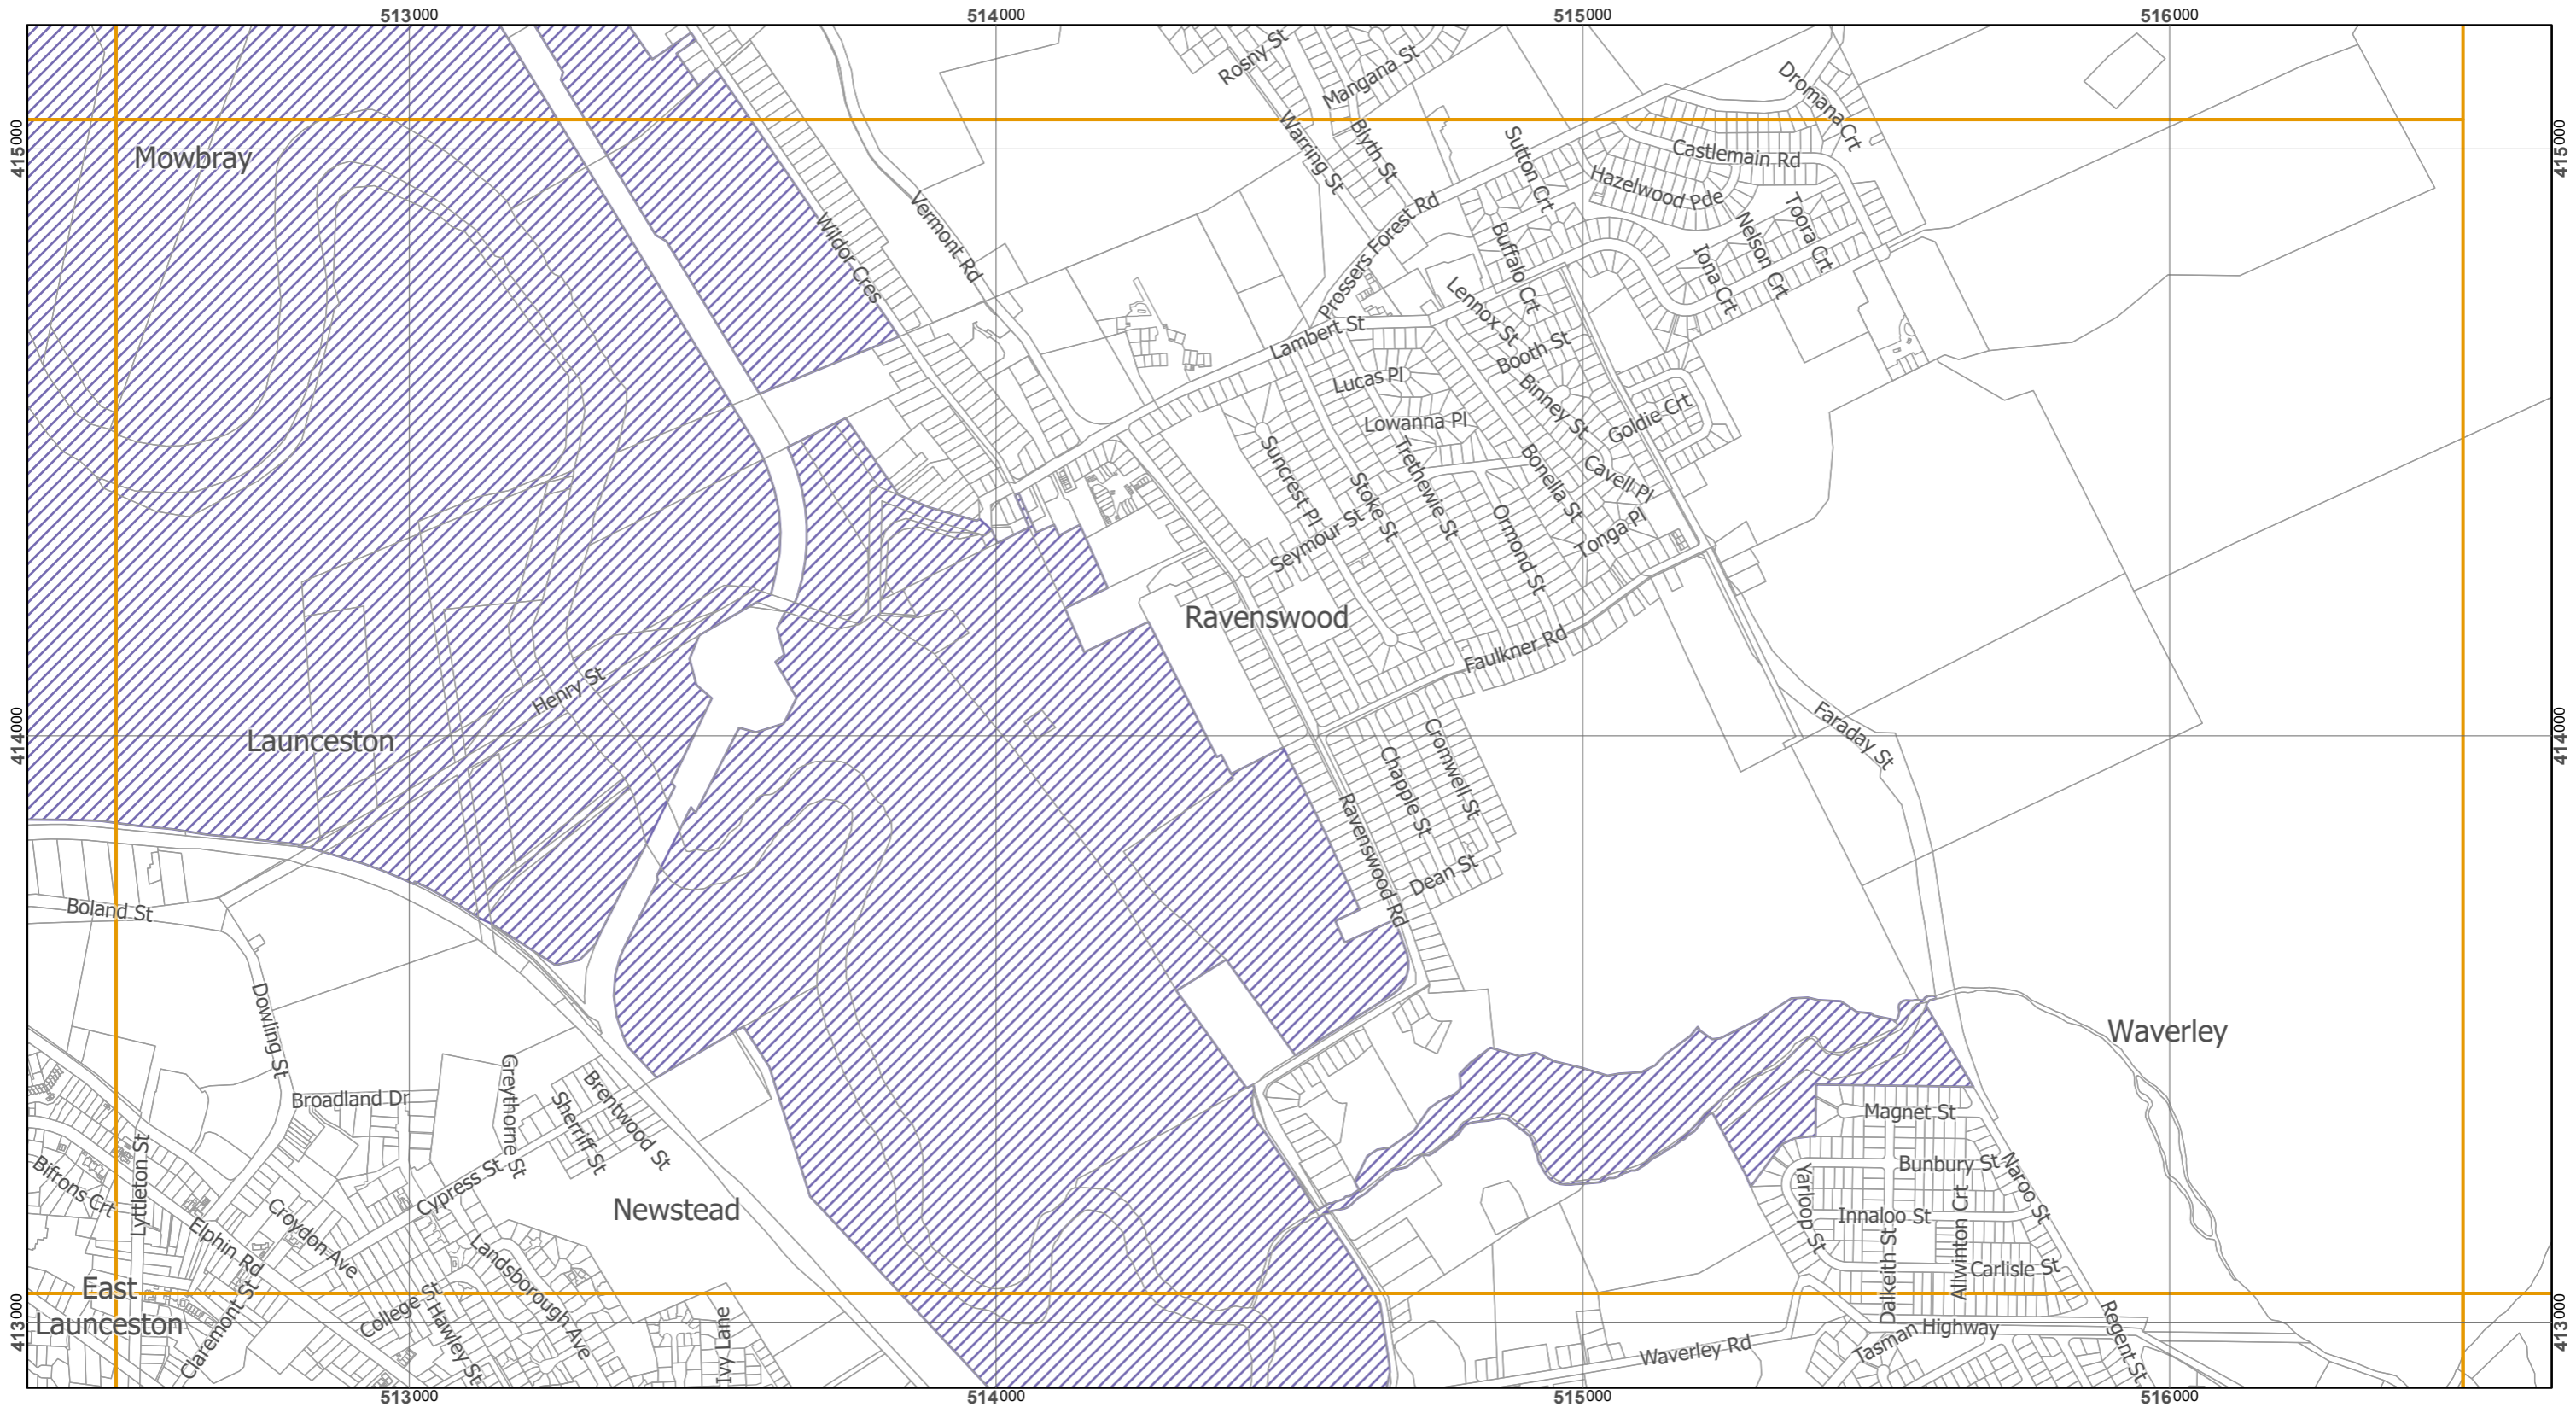 513000
514000
515000
516000
415000
415000
414000
414000
413000
413000
Rosny St
Mangana St
Dromana Crt
Mowbray
Warring St
Blyth St
Sutton Crt
Castlemain Rd
Hazelwood Pde
Vermont Rd
Wildor Cres
Prossers Forest Rd
Buffalo Crt
Nelson Crt
Toora Crt
Iona Crt
Lennox St
Lambert St
Booth St
Lucas Pl
Binney St
Goldie Crt
Lowanna Pl
Suncrest Pl
Stoke St
Trethewie St
Bonella St
Cavell Pl
Seymour St
Ormond St
Tonga Pl
Ravenswood
Faulkner Rd
Henry St
Launceston
Faraday St
Cromwell St
Chapple St
Ravenswood Rd
Dean St
Boland St
Dowling St
Waverley
Broadland Dr
Greythorne St
Brentwood St
Sherriff St
Magnet St
Lyttleton St
Bifrons Crt
Cypress St
Bunbury St
Naroo St
Yarloop St
Allwinton Crt
Newstead
Innaloo St
Elphin Rd
Croydon Ave
Landsborough Ave
Dalkeith St
Carlisle St
East
Launceston
Claremont St
College St
Hawley St
Ivy Lane
Waverley Rd
Tasman Highway
Regent St
513000
514000
515000
516000